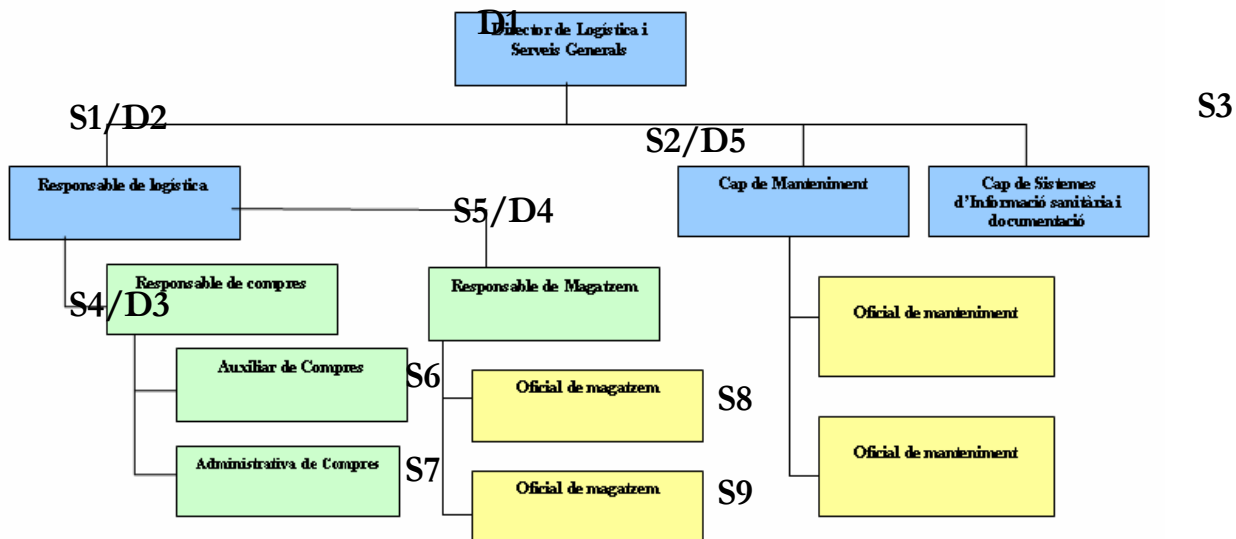 D1
Director de Logística i
Serveis Generals
S3
S1/D2
S2/D5
Responsable de logística
Cap de Manteniment
Cap de Sistemes
d'Informació sanitària i
documentació
S5/D4
Responsable de compres
S4/D3
Responsable de Magatzem
Oficial de manteniment
Auxiliar de Compres
S6
Oficial de magatzem
S8
Administrativa de Compres
S7
Oficial de magatzem
S9
Oficial de manteniment